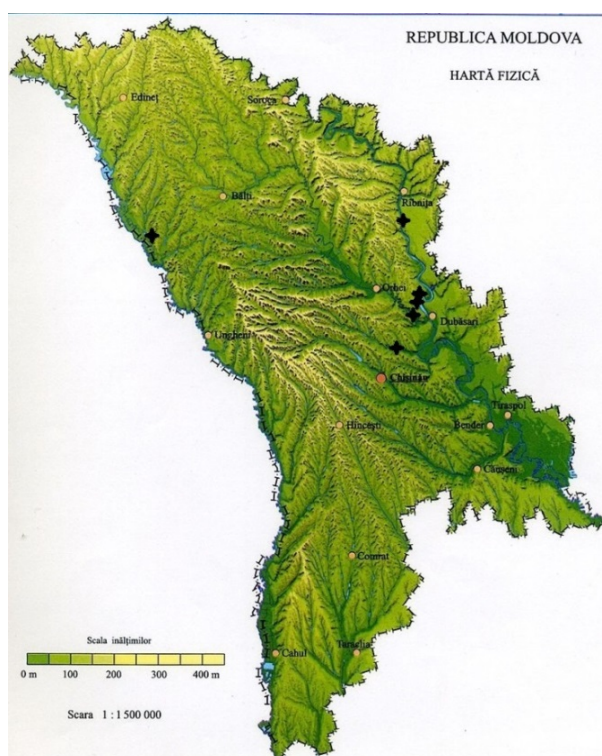 REPUBLICA MOLDOVA
HARTĂ FIZICĂ
Edineț
Soroca
Bălți
Rîbnița
Orhei
Dubăsari
Ungheni
Chișinău
Tiraspol
Hîncești
Bender
Căușeni
Comrat
Cahul
Taraclia
Scala inălțimilor
0 m 100 200 300 400 m
Scara 1 : 1 500 000